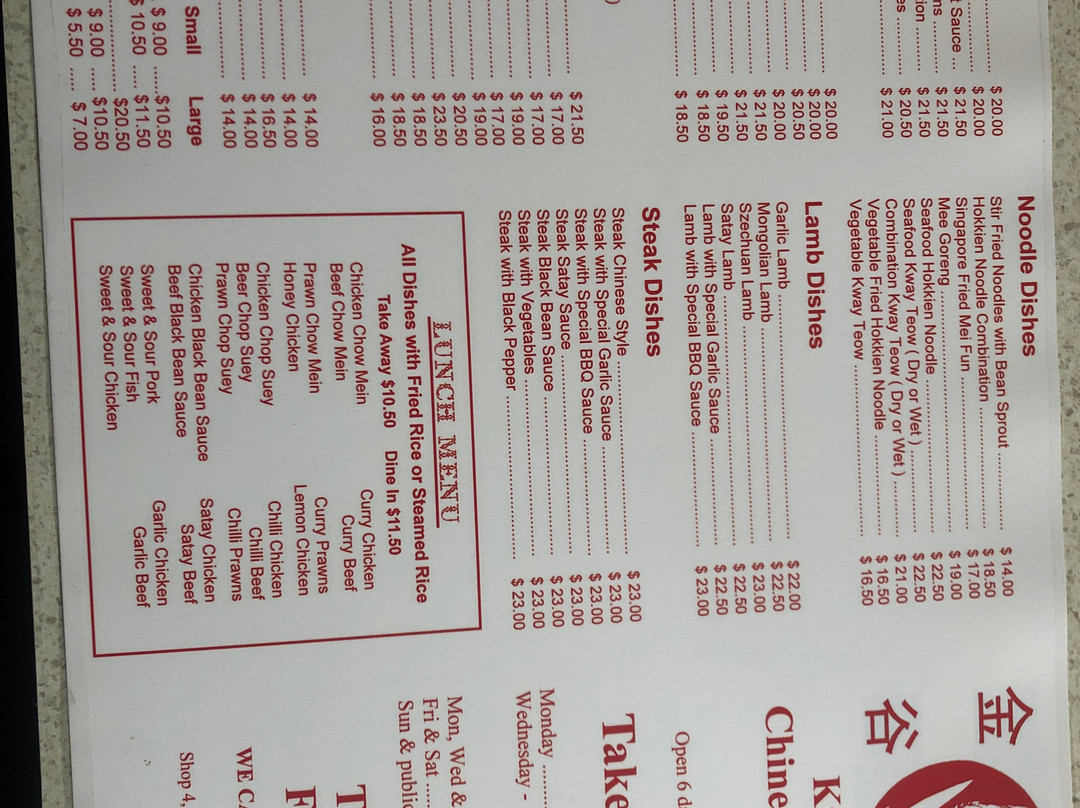 $ 20.00
$ 20.00
t Sauce .. $ 21.50
ns ..... $ 21.50
ion ........ $ 21.50
es .......... $ 20.50
$ 21.00
$ 20.00
$ 20.00
$ 20.50
$ 20.00
$ 21.50
$ 21.50
$ 19.50
$ 18.50
$ 18.50
)
$ 21.50
$ 17.00
$ 17.00
$ 19.00
$ 17.00
$ 19.00
$ 20.50
$ 23.50
$ 18.50
$ 18.50
$ 16.00
$ 14.00
$ 14.00
$ 16.50
$ 14.00
$ 14.00
Small Large
$ 9.00 .....$10.50
$ 10.50 ..... $11.50
$20.50
$ 9.00 .... $10.50
$ 5.50 .... $ 7.00
Noodle Dishes
Stir Fried Noodles with Bean Sprout ............ $ 14.00
Hokkien Noodle Combination ............ $ 18.50
Singapore Fried Mei Fun ............ $ 17.00
Mee Goreng ............ $ 19.00
Seafood Hokkien Noodle ............ $ 22.50
Seafood Kway Teow ( Dry or Wet ) ............ $ 22.50
Combination Kway Teow ( Dry or Wet ) ............ $ 21.00
Vegetable Fried Hokkien Noodle ............ $ 16.50
Vegetable Kway Teow ............ $ 16.50
Lamb Dishes
Garlic Lamb ............ $ 22.00
Mongolian Lamb ............ $ 22.50
Szechuan Lamb ............ $ 23.00
Satay Lamb ............ $ 22.50
Lamb with Special Garlic Sauce ............ $ 22.50
Lamb with Special BBQ Sauce ............ $ 23.00
Steak Dishes
Steak Chinese Style ............ $ 23.00
Steak with Special Garlic Sauce ............ $ 23.00
Steak with Special BBQ Sauce ............ $ 23.00
Steak Satay Sauce ............ $ 23.00
Steak Black Bean Sauce ............ $ 23.00
Steak with Vegetables ............ $ 23.00
Steak with Black Pepper ............ $ 23.00
LUNCH MENU
All Dishes with Fried Rice or Steamed Rice
Take Away $10.50 Dine In $11.50
Chicken Chow Mein Curry Chicken
Beef Chow Mein Curry Beef
Prawn Chow Mein Curry Prawns
Honey Chicken Lemon Chicken
Chicken Chop Suey Chilli Chicken
Beer Chop Suey Chilli Beef
Prawn Chop Suey Chilli Prawns
Chicken Black Bean Sauce Satay Chicken
Beef Black Bean Sauce Satay Beef
Sweet & Sour Pork Garlic Chicken
Sweet & Sour Fish Garlic Beef
Sweet & Sour Chicken
金
谷
K
Chine
Open 6 d
Take
Monday .......
Wednesday -
Mon, Wed &
Fri & Sat .....
Sun & public
T
F
WE CA
Shop 4,